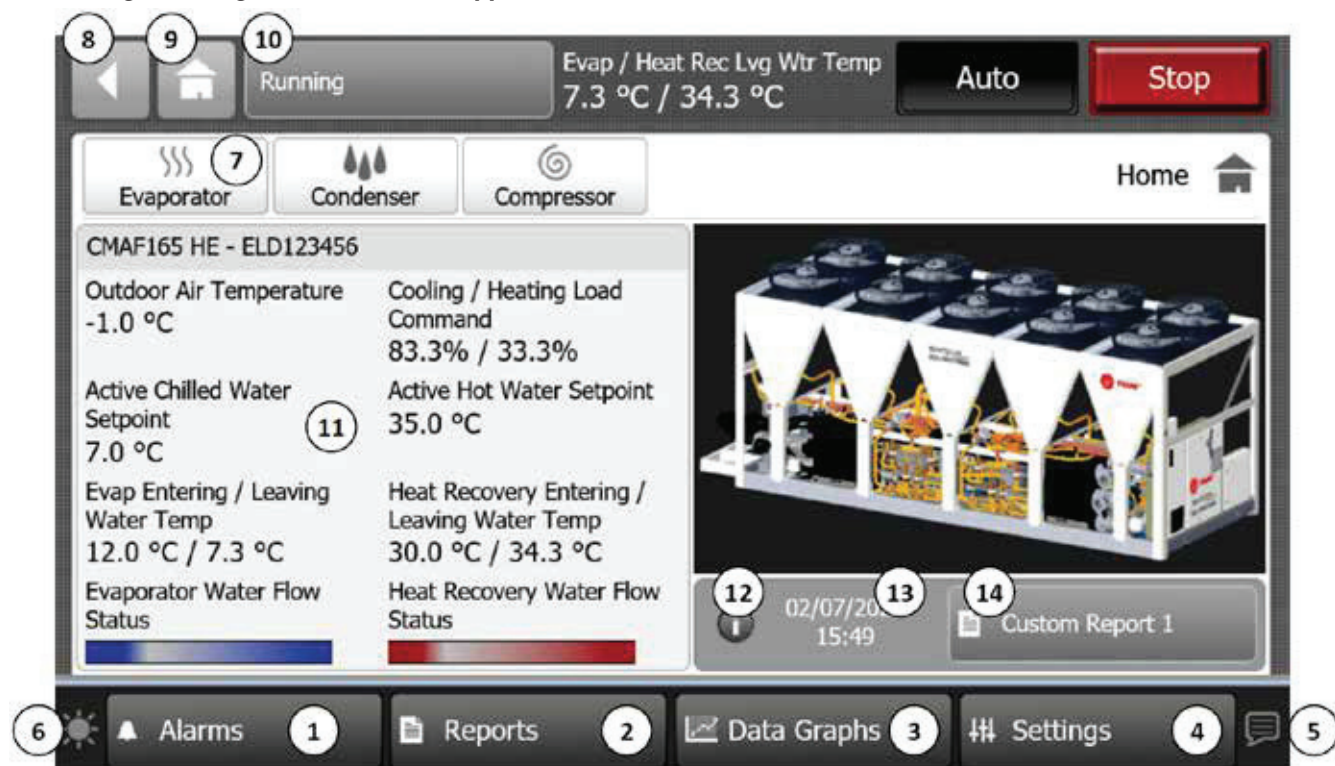 8
9
10
Running
Evap / Heat Rec Lvg Wtr Temp
7.3 °C / 34.3 °C
Auto
Stop
7
Evaporator
Condenser
Compressor
Home
CMAF165 HE - ELD123456
Outdoor Air Temperature
-1.0 °C
Cooling / Heating Load
Command
83.3% / 33.3%
Active Chilled Water
Setpoint
7.0 °C
11
Active Hot Water Setpoint
35.0 °C
Evap Entering / Leaving
Water Temp
12.0 °C / 7.3 °C
Heat Recovery Entering /
Leaving Water Temp
30.0 °C / 34.3 °C
Evaporator Water Flow
Status
Heat Recovery Water Flow
Status
12
13
14
15:49
Custom Report 1
6
Alarms
1
Reports
2
Data Graphs
3
Settings
4
5